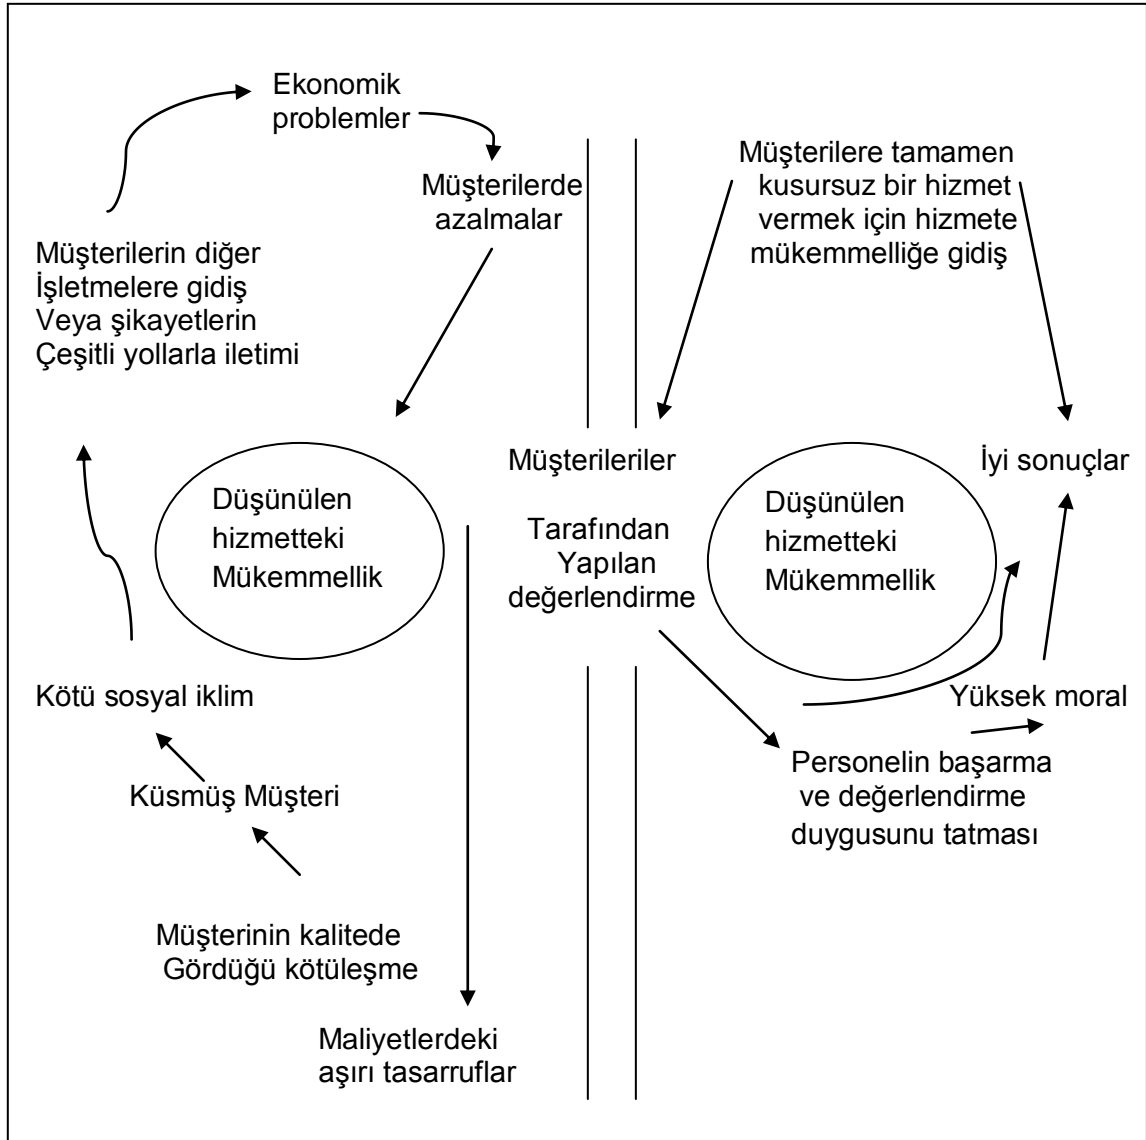 Ekonomik
problemler
Müşterilerde
azalmalar
Müşterilerin diğer
İşletmelere gidiş
Veya şikayetlerin
Çeşitli yollarla iletimi
Düşünülen
hizmetteki
Mükemmellik
Kötü sosyal iklim
Küsmüş Müşteri
Müşterinin kalitede
Gördüğü kötüleşme
Maliyetlerdeki
aşırı tasarruflar
Müşterilere tamamen
kusursuz bir hizmet
vermek için hizmete
mükemmelliğe gidiş
Müşterileriler
Tarafından
Yapılan
değerlendirme
Düşünülen
hizmetteki
Mükemmellik
İyi sonuçlar
Yüksek moral
Personelin başarma
ve değerlendirme
duygusunu tatması